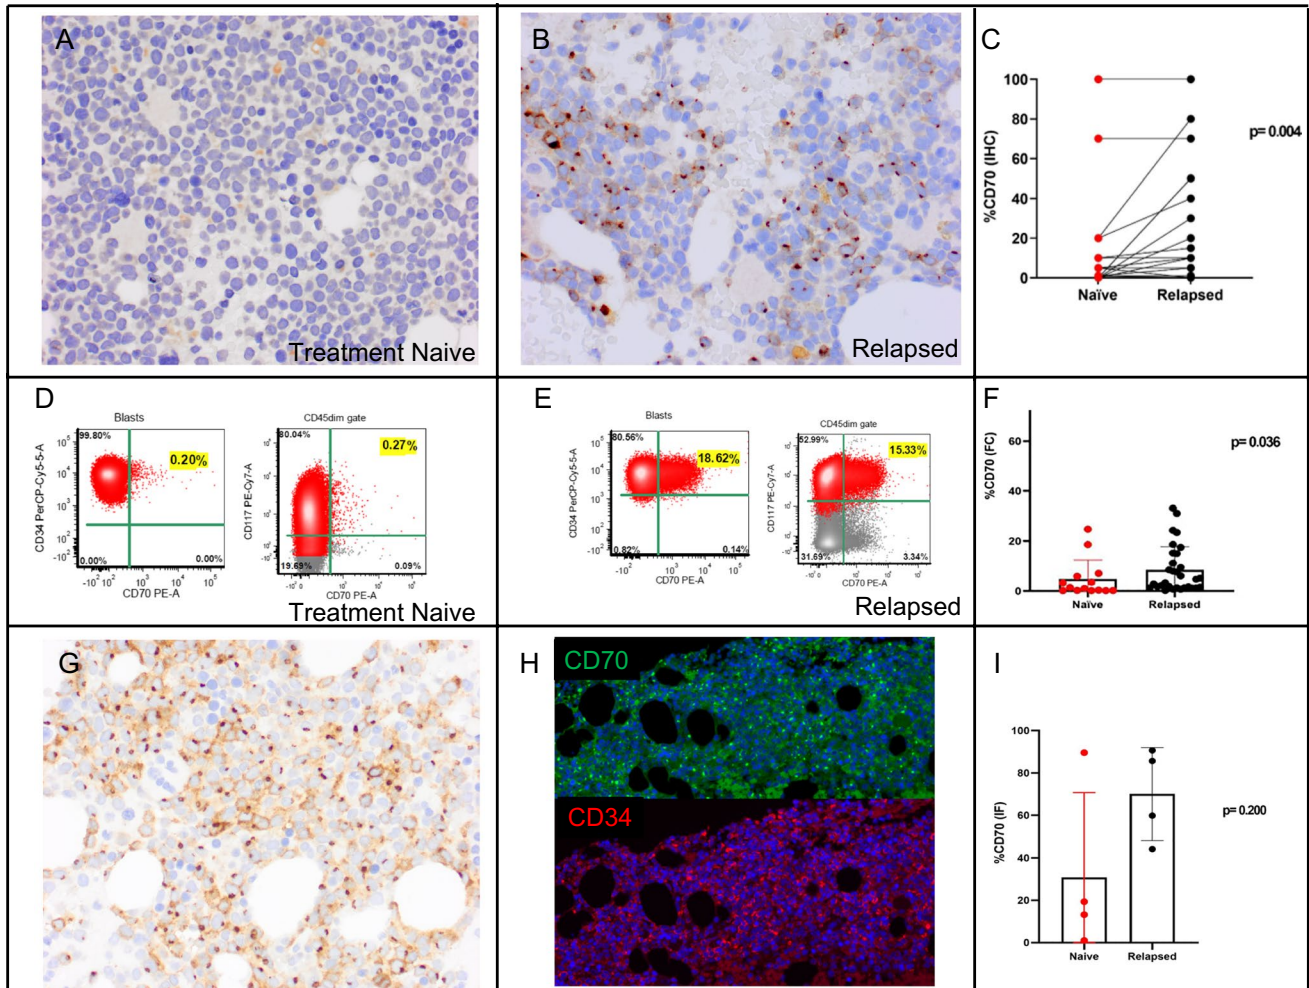 A
Treatment Naive
B
Relapsed
C
%CD70 (IHC)
100
80
60
40
20
0
Naïve
Relapsed
p= 0.004
D
Blasts
99.80%
0.20%
0.00%
0.00%
CD34 PerCP-Cy5-5-A
CD70 PE-A
CD45dim gate
80.04%
0.27%
19.69%
0.09%
CD117 PE-Cy7-A
CD70 PE-A
Treatment Naive
E
Blasts
80.56%
18.62%
0.82%
0.14%
CD34 PerCP-Cy5-5-A
CD70 PE-A
CD45dim gate
52.99%
15.33%
31.69%
3.34%
CD117 PE-Cy7-A
CD70 PE-A
Relapsed
F
%CD70 (FC)
60
40
20
0
Naïve
Relapsed
p= 0.036
G
H
CD70
CD34
I
%CD70 (IF)
100
80
60
40
20
0
Naive
Relapsed
p= 0.200